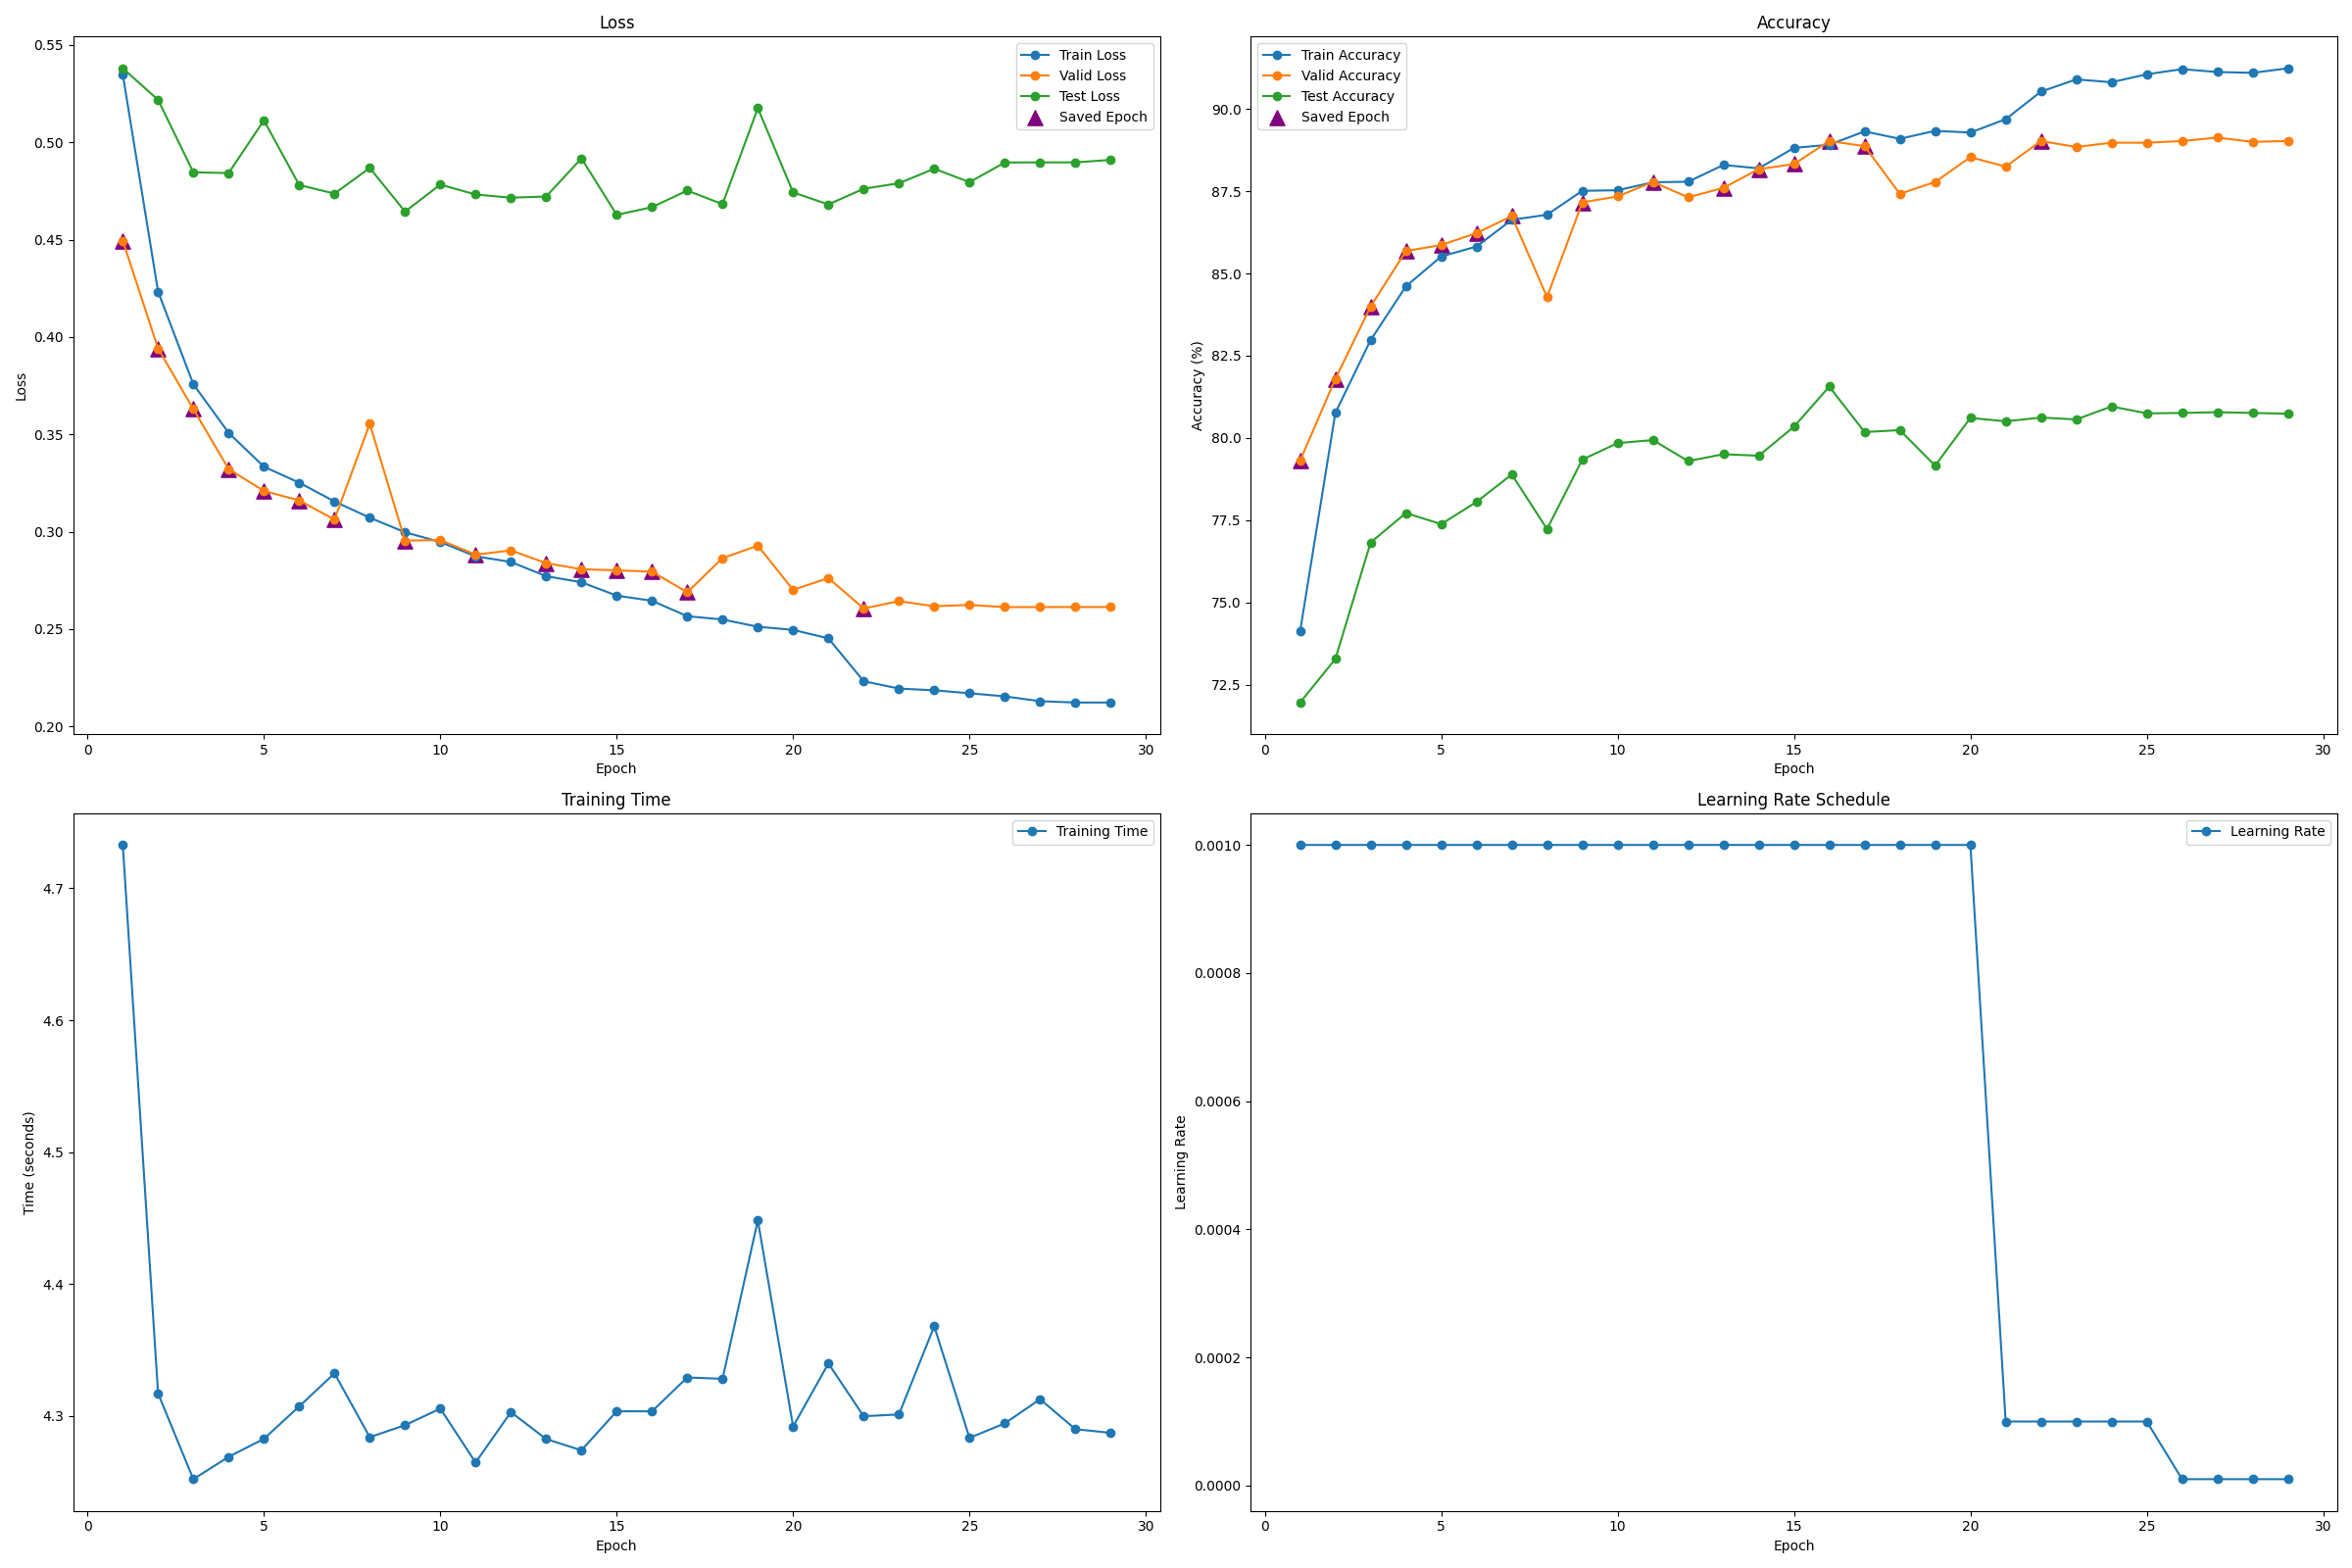 Loss
0.55
0.50
0.45
0.40
0.35
0.30
0.25
0.20
Loss
0
5
10
15
20
25
30
Epoch
Train Loss
Valid Loss
Test Loss
Saved Epoch
Accuracy
90.0
87.5
85.0
82.5
80.0
77.5
75.0
72.5
Accuracy (%)
0
5
10
15
20
25
30
Epoch
Train Accuracy
Valid Accuracy
Test Accuracy
Saved Epoch
Training Time
4.7
4.6
4.5
4.4
4.3
Time (seconds)
0
5
10
15
20
25
30
Epoch
Training Time
Learning Rate Schedule
0.0010
0.0008
0.0006
0.0004
0.0002
0.0000
Learning Rate
0
5
10
15
20
25
30
Epoch
Learning Rate